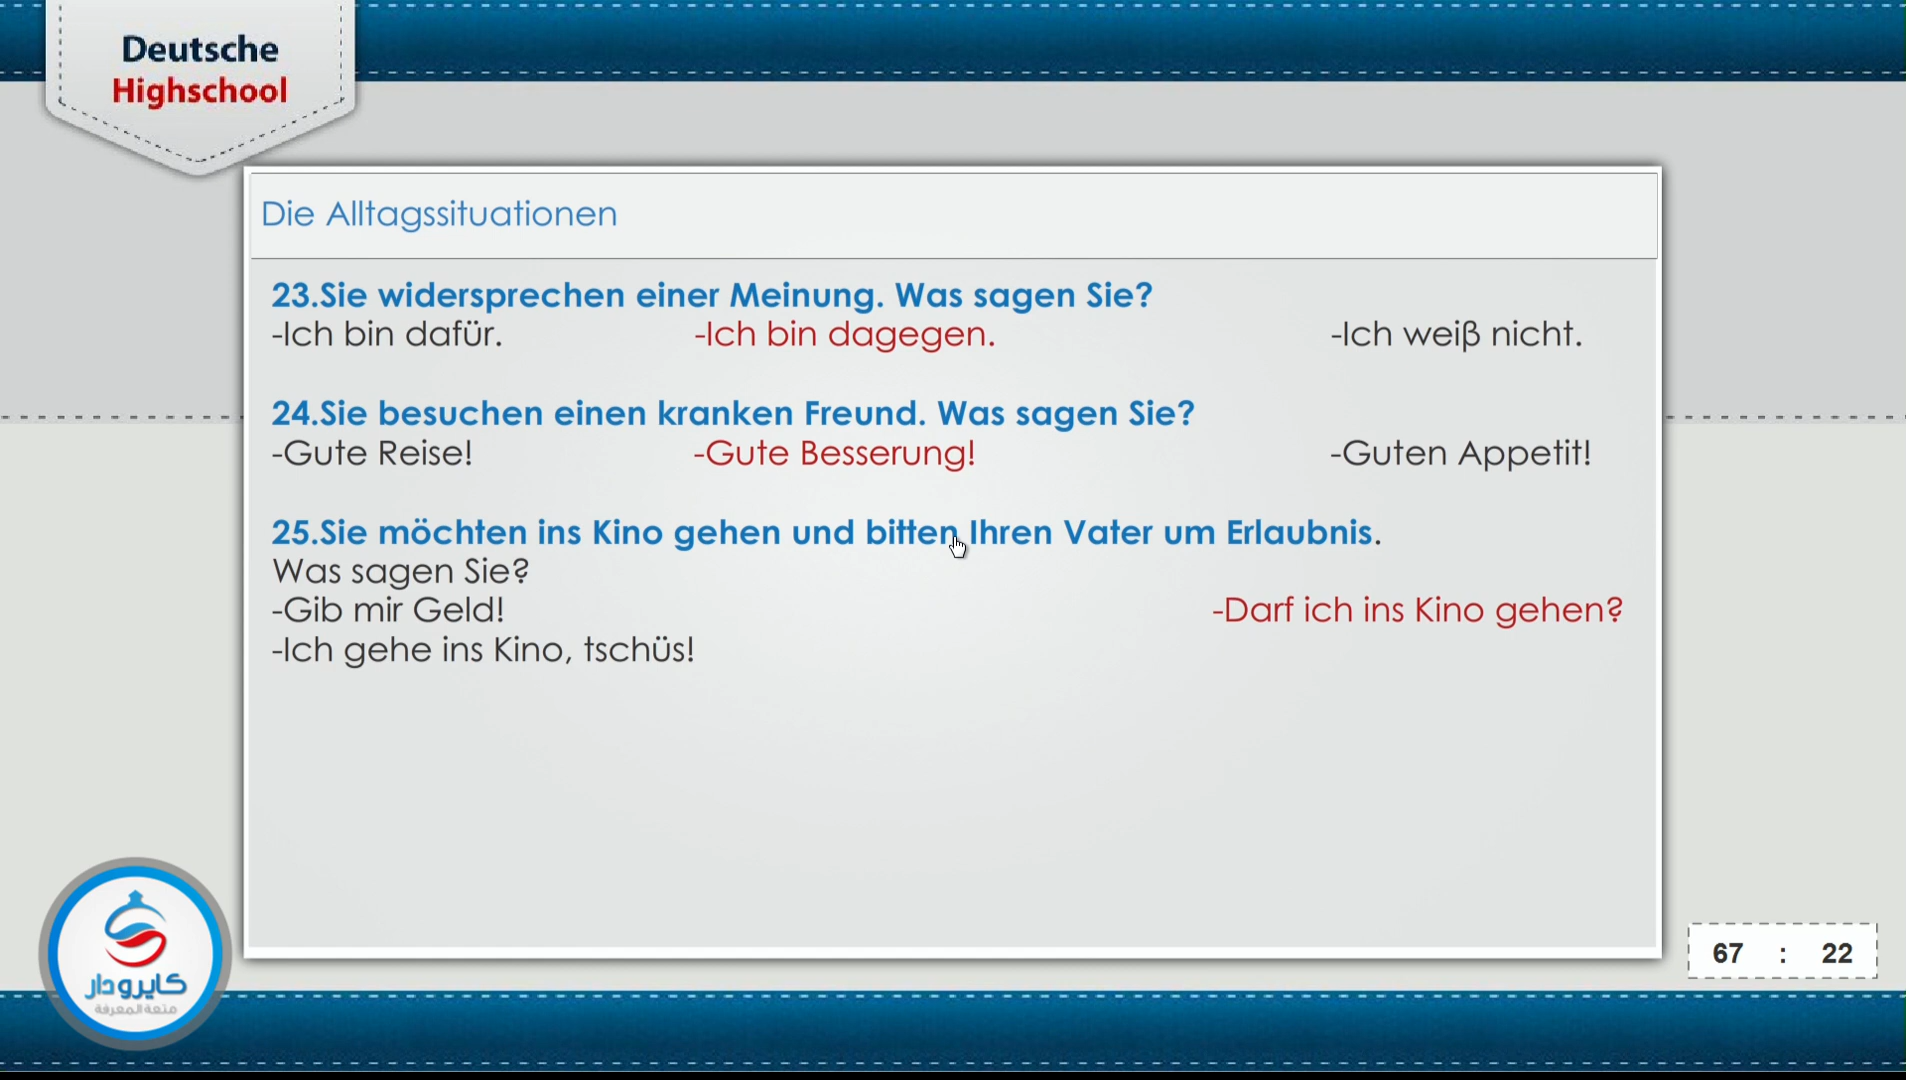 Deutsche
Highschool
Die Alltagssituationen
23.Sie widersprechen einer Meinung. Was sagen Sie?
-Ich bin dafür. -Ich bin dagegen. -Ich weiβ nicht.
24.Sie besuchen einen kranken Freund. Was sagen Sie?
-Gute Reise! -Gute Besserung! -Guten Appetit!
25.Sie möchten ins Kino gehen und bitten Ihren Vater um Erlaubnis.
Was sagen Sie?
-Gib mir Geld! -Darf ich ins Kino gehen?
-Ich gehe ins Kino, tschüs!
كايرودار
متعة المعرفة
67 : 22